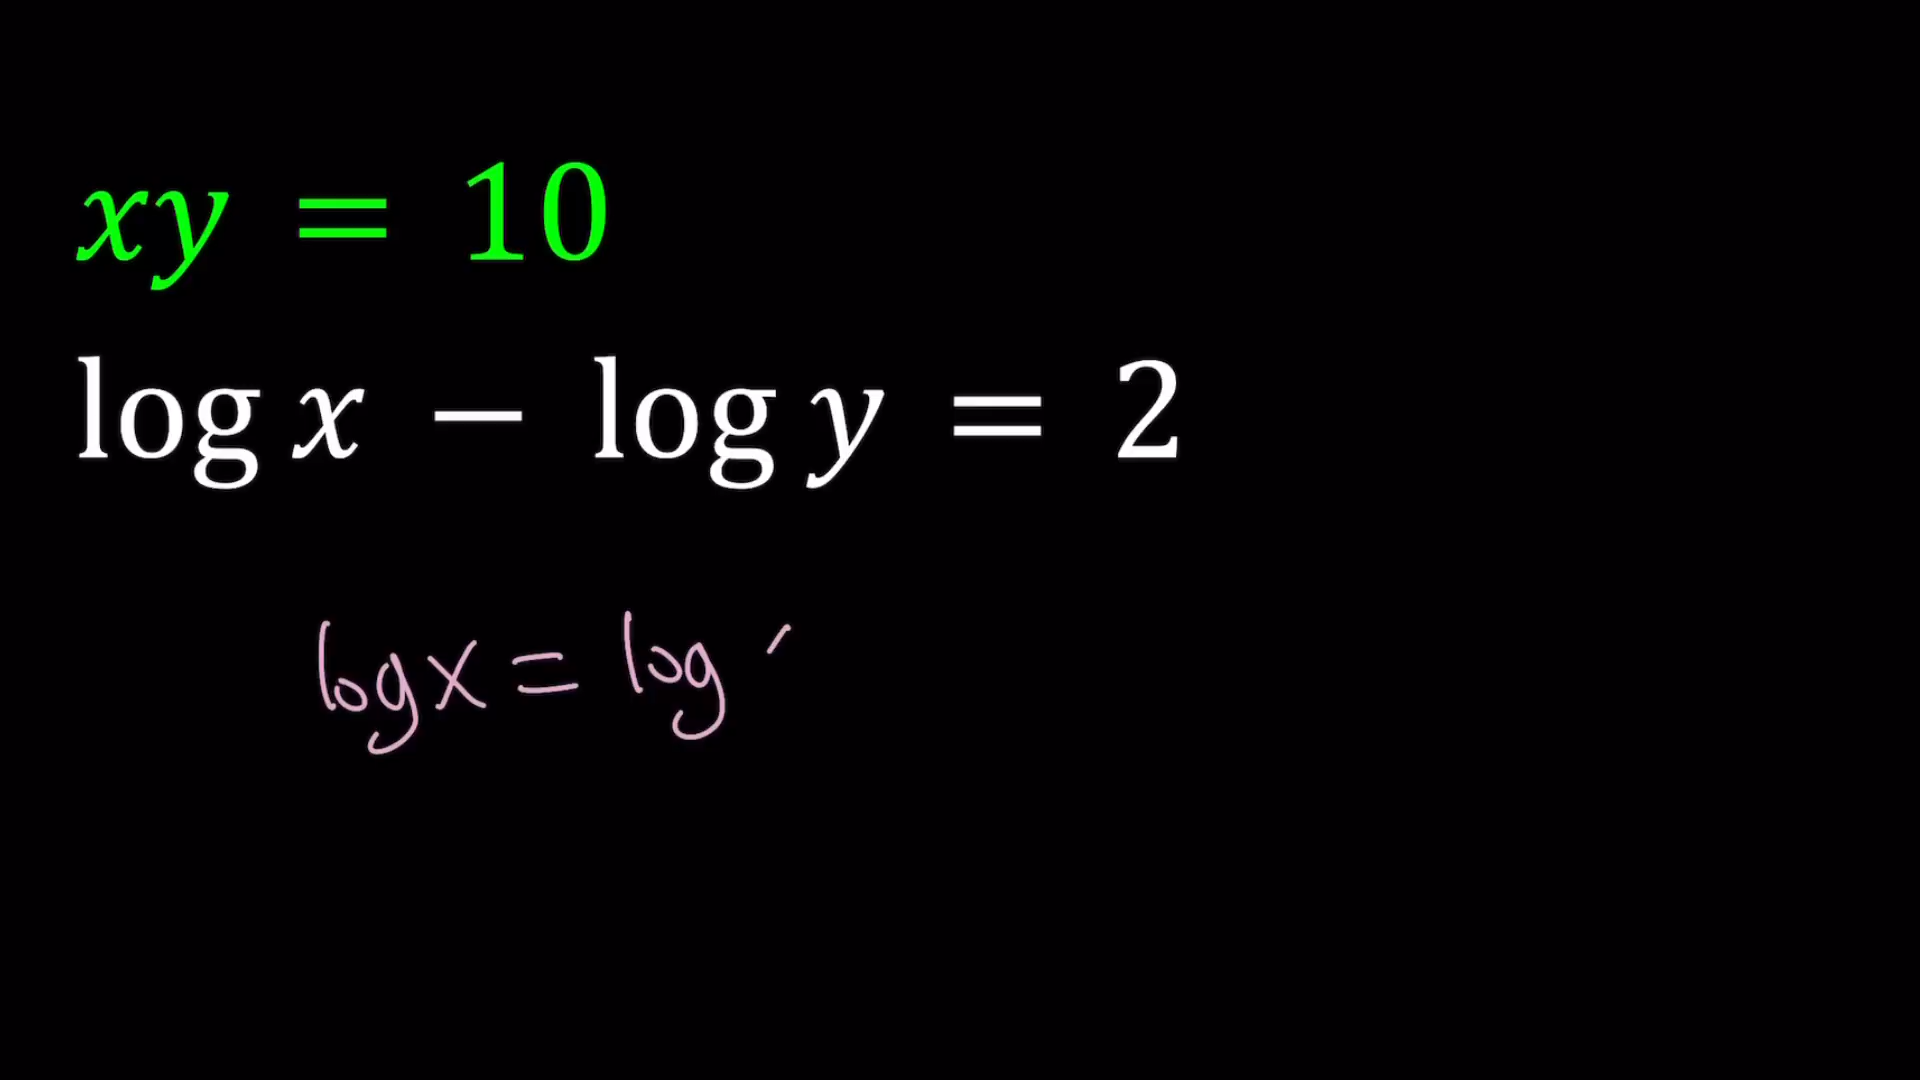 xy = 10
log x − log y = 2
log x = log